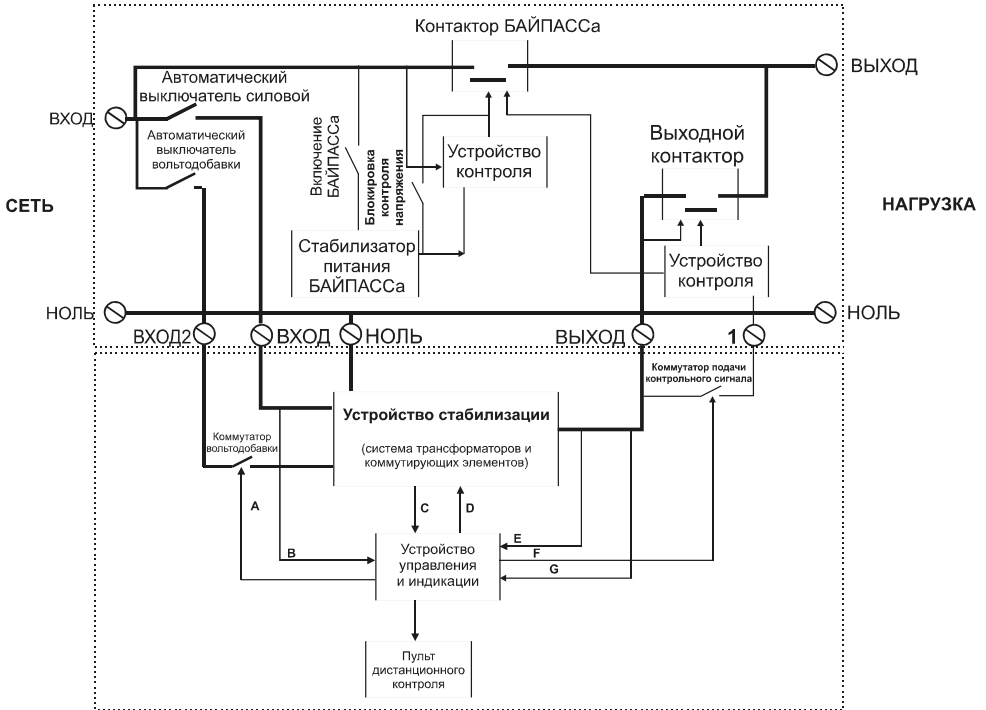 Контактор БАЙПАССа
ВЫХОД
Автоматический
выключатель силовой
ВХОД
Автоматический
выключатель
вольтодобавки
Включение
БАЙПАССа
Блокировка
контроля
напряжения
Устройство
контроля
Выходной
контактор
СЕТЬ
НАГРУЗКА
Стабилизатор
питания
БАЙПАССа
Устройство
контроля
НОЛЬ
НОЛЬ
ВХОД2
ВХОД
НОЛЬ
ВЫХОД
1
Коммутатор подачи
контрольного сигнала
Устройство стабилизации
(система трансформаторов и
коммутирующих элементов)
Коммутатор
вольтодобавки
A
C
D
B
E
F
G
Устройство
управления
и индикации
Пульт
дистанционного
контроля